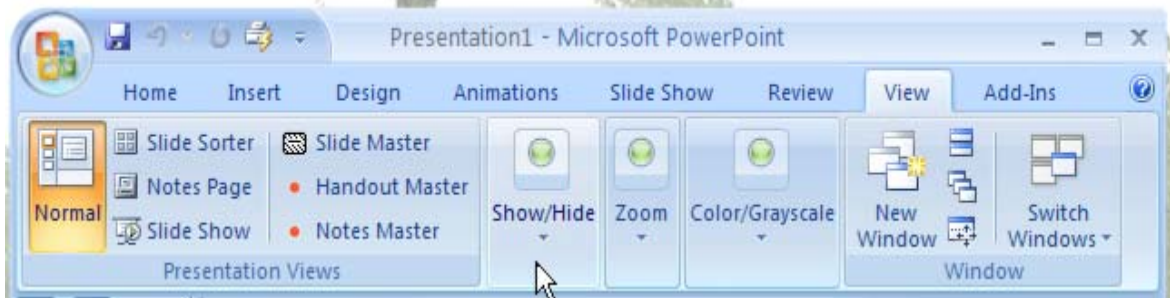 Presentation1 - Microsoft PowerPoint
Home Insert Design Animations Slide Show Review View Add-Ins
Normal
Slide Sorter
Notes Page
Slide Show
Slide Master
Handout Master
Notes Master
Presentation Views
Show/Hide
Zoom
Color/Grayscale
New
Window
Switch
Windows
Window